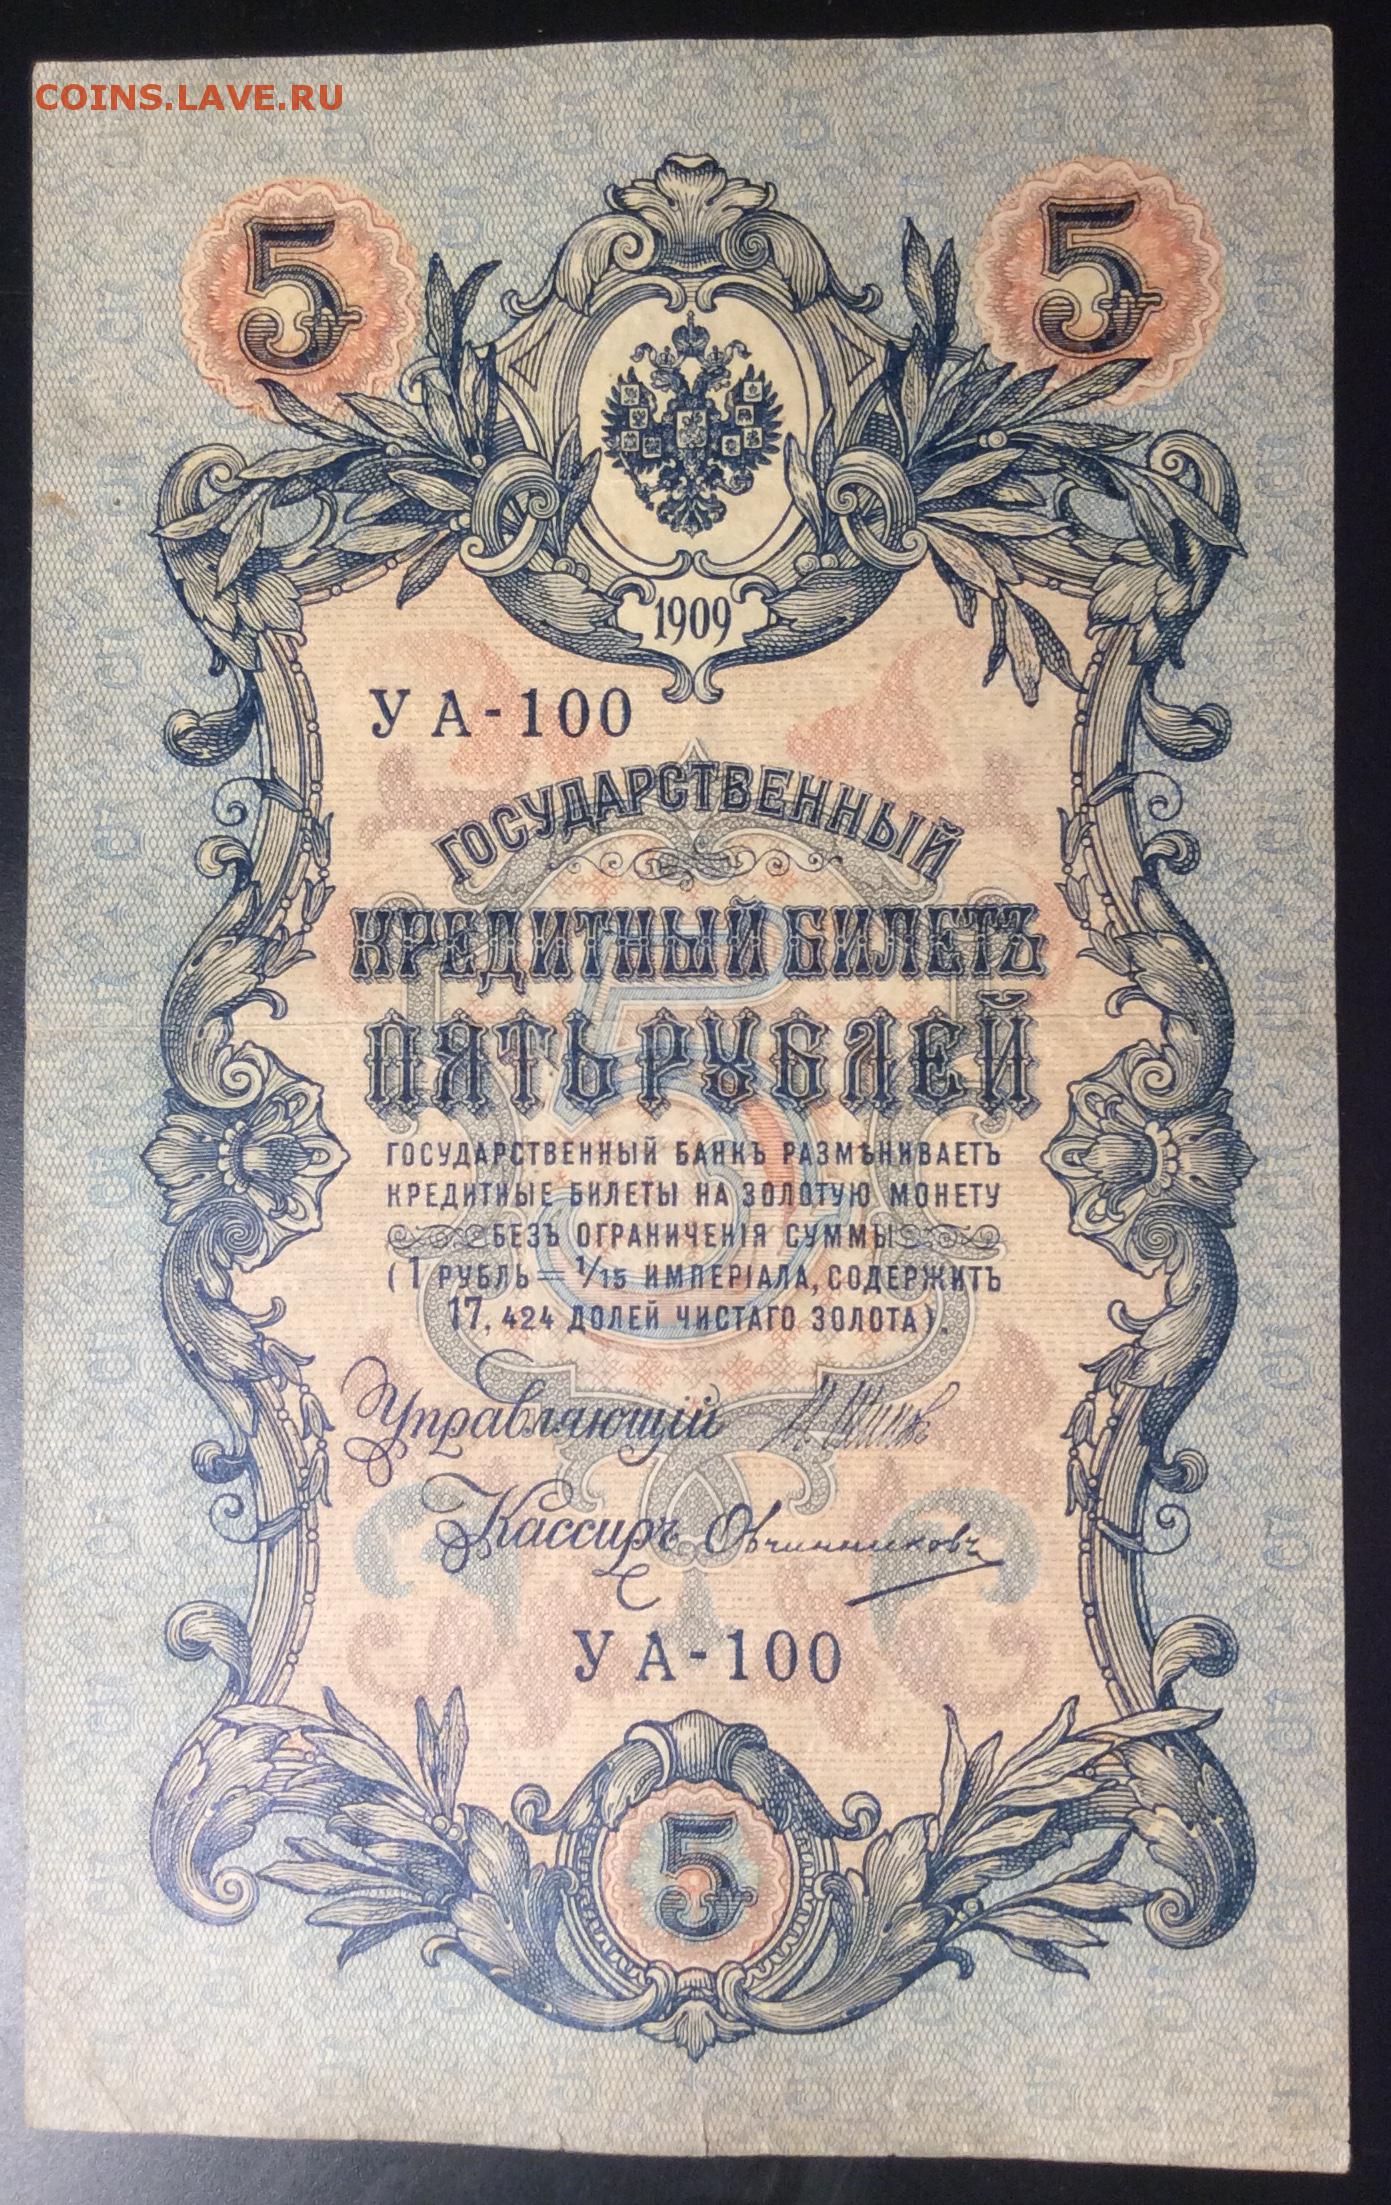 COINS.LAVE.RU
5 5
1909
УА-100
ГОСУДАРСТВЕННЫЙ
КРЕДИТНЫЙ БИЛЕТЪ
ПЯТЬ РУБЛЕЙ
ГОСУДАРСТВЕННЫЙ БАНКЪ РАЗМѢНИВАЕТЪ
КРЕДИТНЫЕ БИЛЕТЫ НА ЗОЛОТУЮ МОНЕТУ
БЕЗЪ ОГРАНИЧЕНІЯ СУММЫ
(1 РУБЛЬ = 1/15 ИМПЕРІАЛА, СОДЕРЖИТЪ
17,424 ДОЛЕЙ ЧИСТАГО ЗОЛОТА).
Управляющій И. Шиповъ
Кассиръ Овчинниковъ
УА-100
5